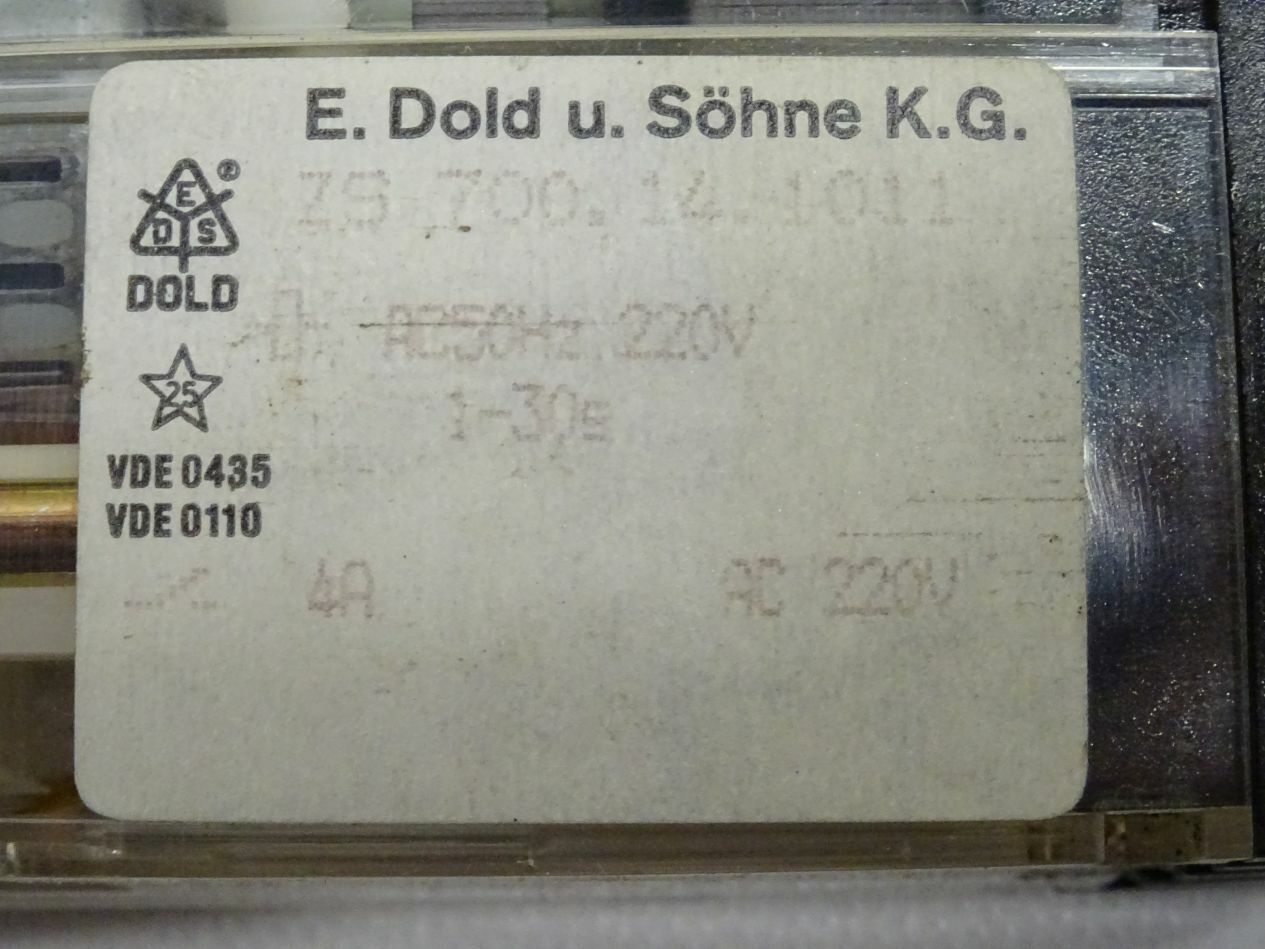 E. Dold u. Söhne K.G.
E
D S
®
DOLD
ZS 700.14.1011
AC50Hz 220V
1-30s
25
VDE 0435
VDE 0110
4A AC 220V